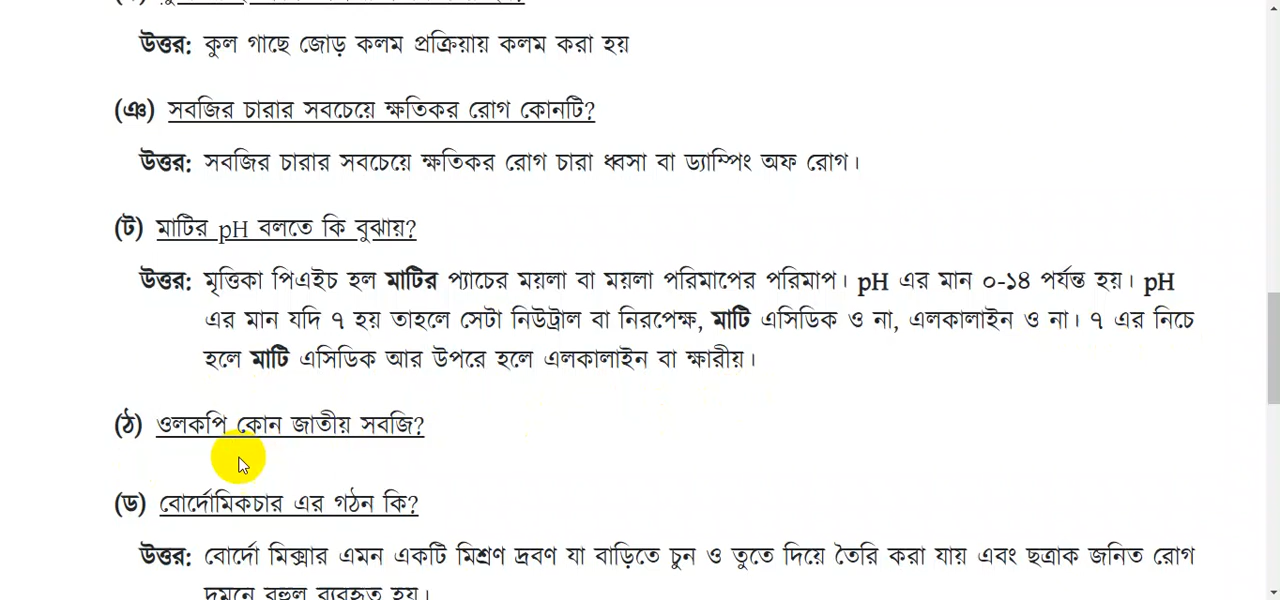 উত্তর: কুল গাছে জোড় কলম প্রক্রিয়ায় কলম করা হয়
(ঞ) সবজির চারার সবচেয়ে ক্ষতিকর রোগ কোনটি?
উত্তর: সবজির চারার সবচেয়ে ক্ষতিকর রোগ চারা ধ্বসা বা ড্যাম্পিং অফ রোগ।
(ট) মাটির pH বলতে কি বুঝায়?
উত্তর: মৃত্তিকা পিএইচ হল মাটির প্যাচের ময়লা বা ময়লা পরিমাপের পরিমাপ। pH এর মান ০-১৪ পর্যন্ত হয়। pH
এর মান যদি ৭ হয় তাহলে সেটা নিউট্রাল বা নিরপেক্ষ, মাটি এসিডিক ও না, এলকালাইন ও না। ৭ এর নিচে
হলে মাটি এসিডিক আর উপরে হলে এলকালাইন বা ক্ষারীয়।
(ঠ) ওলকপি কোন জাতীয় সবজি?
(ড) বোর্দোমিকচার এর গঠন কি?
উত্তর: বোর্দো মিক্সার এমন একটি মিশ্রণ দ্রবণ যা বাড়িতে চুন ও তুতে দিয়ে তৈরি করা যায় এবং ছত্রাক জনিত রোগ
দমনে বহুল ব্যবহৃত হয়।